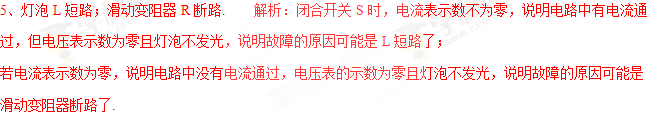 5、灯泡 L 短路；滑动变阻器 R 断路. 解析：闭合开关 S 时，电流表示数不为零，说明电路中有电流通
过，但电压表示数为零且灯泡不发光，说明故障的原因可能是 L 短路了；
若电流表示数为零，说明电路中没有电流通过，电压表的示数为零且灯泡不发光，说明故障的原因可能是
滑动变阻器断路了.